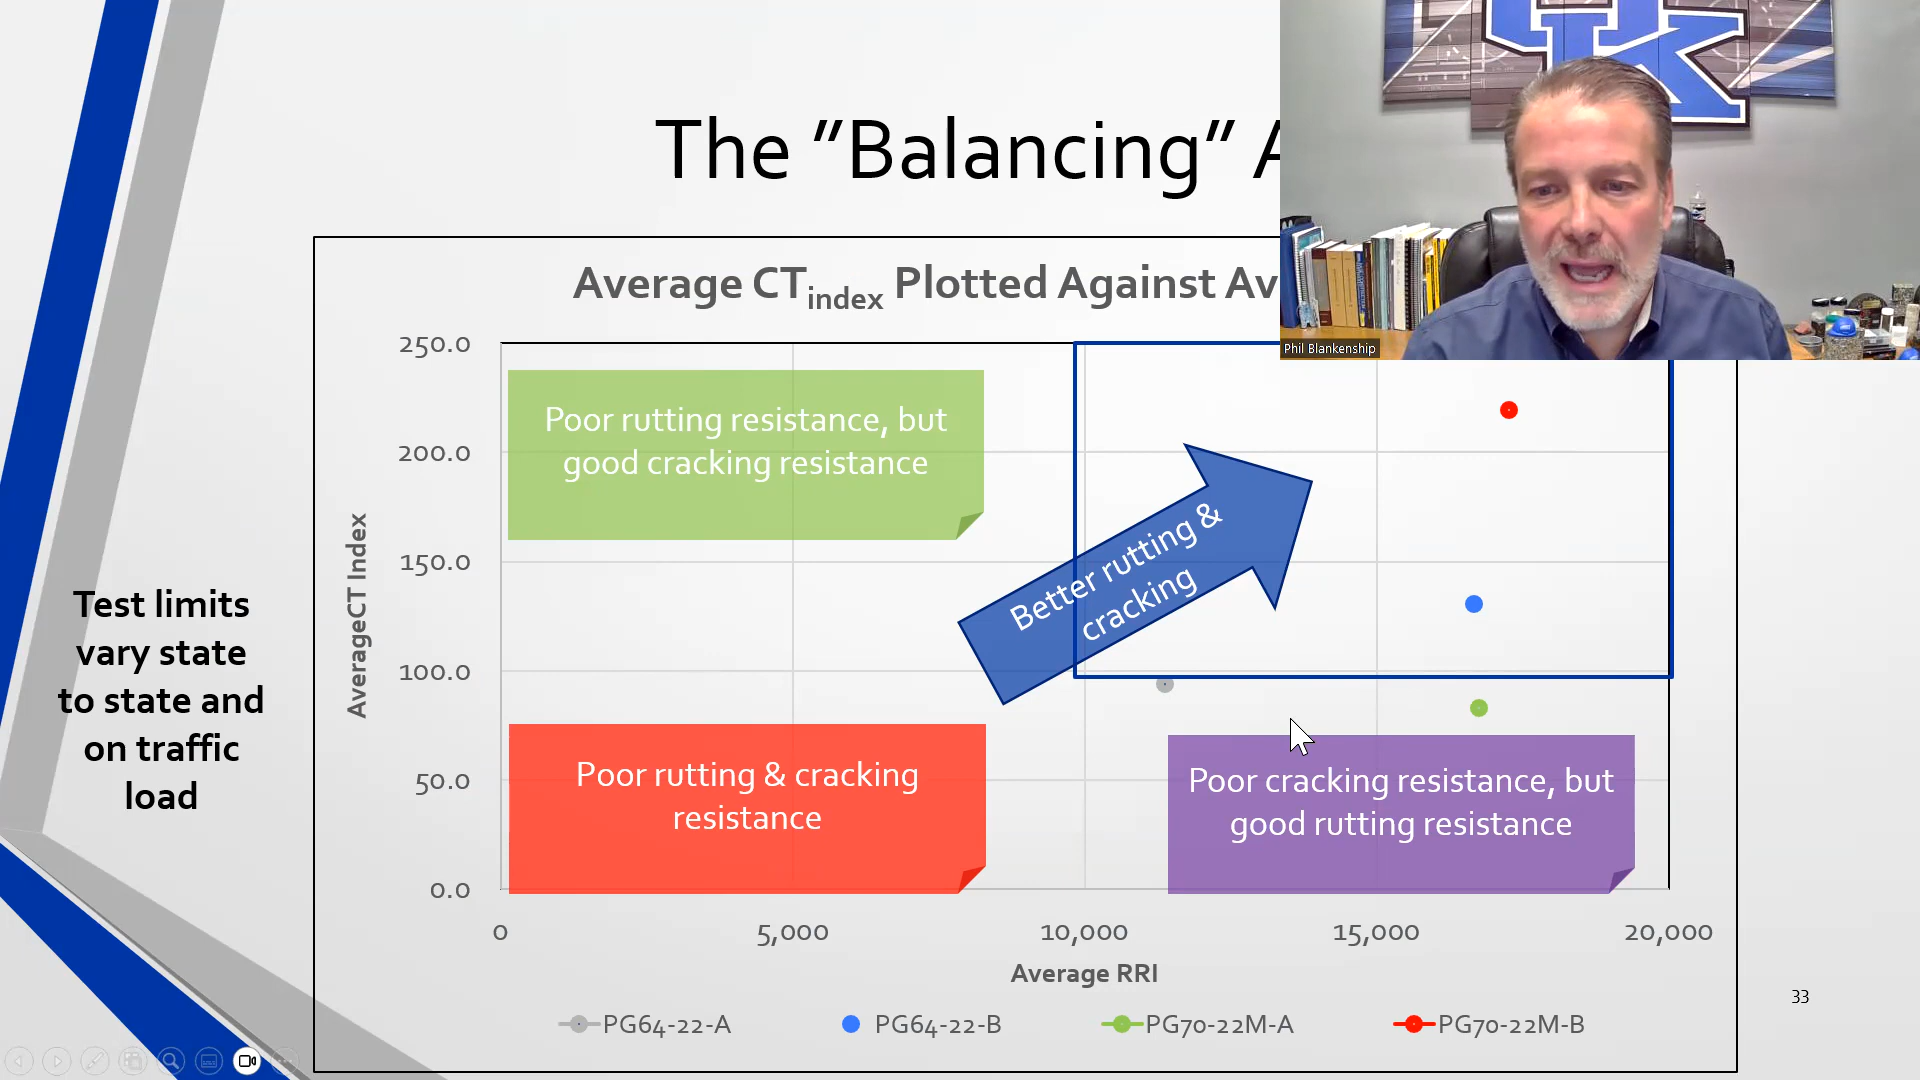 The "Balancing"
Average CTindex Plotted Against Av
Phil Blankenship
UK
250.0
200.0
150.0
100.0
50.0
0.0
AverageCT Index
Poor rutting resistance, but
good cracking resistance
Better rutting &
cracking
Poor rutting & cracking
resistance
Poor cracking resistance, but
good rutting resistance
Test limits
vary state
to state and
on traffic
load
0 5,000 10,000 15,000 20,000
Average RRI
PG64-22-A PG64-22-B PG70-22M-A PG70-22M-B
33